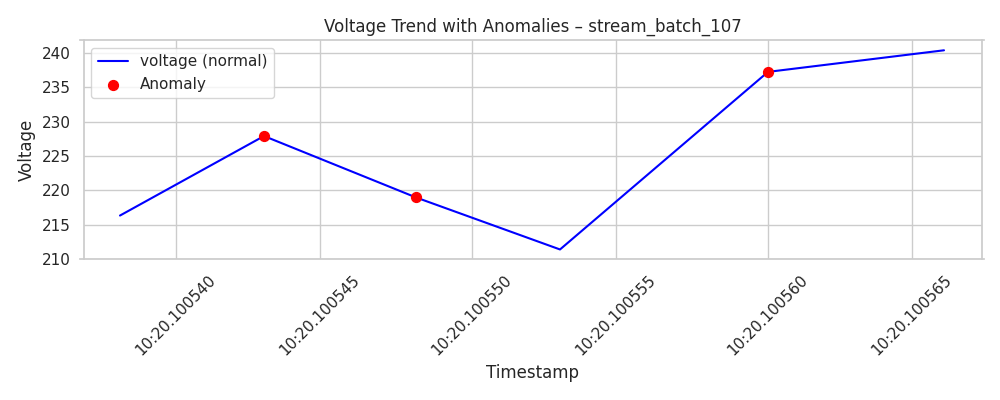 Voltage Trend with Anomalies – stream_batch_107
voltage (normal)
Anomaly
Voltage
240
235
230
225
220
215
210
10:20.100540
10:20.100545
10:20.100550
10:20.100555
10:20.100560
10:20.100565
Timestamp